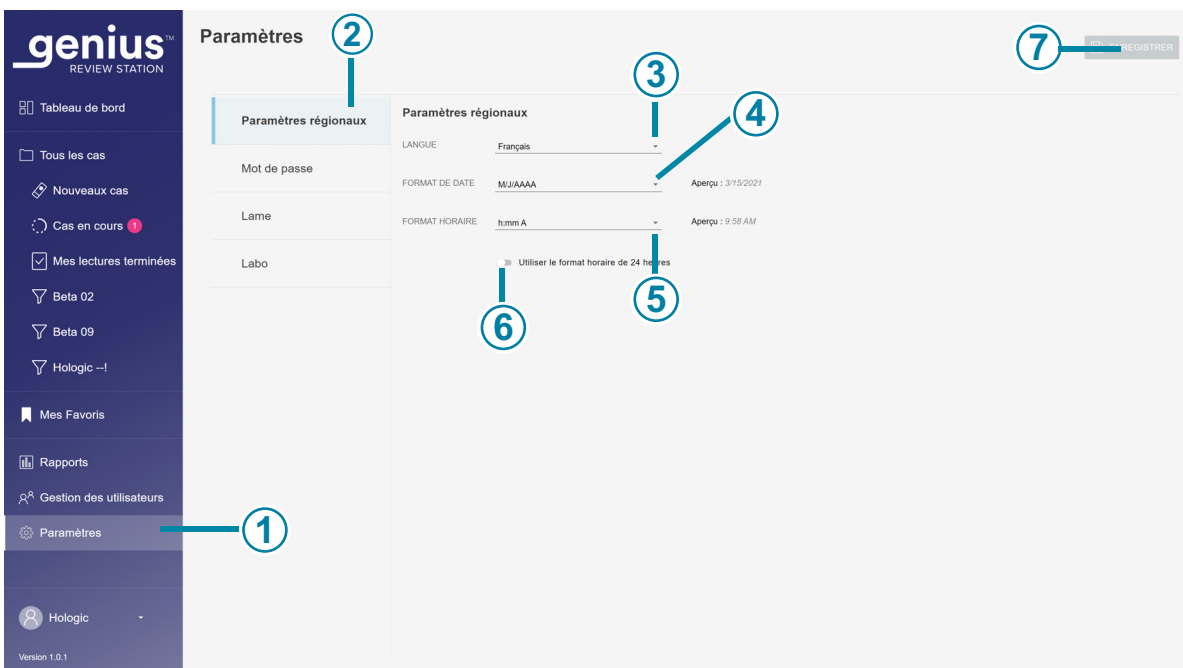 genius™
REVIEW STATION
Tableau de bord
Tous les cas
Nouveaux cas
Cas en cours 1
Mes lectures terminées
Beta 02
Beta 09
Hologic --!
Mes Favoris
Rapports
Gestion des utilisateurs
Paramètres
1
Hologic
Version 1.0.1
Paramètres
2
7
ENREGISTRER
Paramètres régionaux
Mot de passe
Lame
Labo
Paramètres régionaux
3
4
LANGUE Français
FORMAT DE DATE M/J/AAAA Aperçu : 3/15/2021
FORMAT HORAIRE h:mm A Aperçu : 9:58 AM
Utiliser le format horaire de 24 heures
5
6